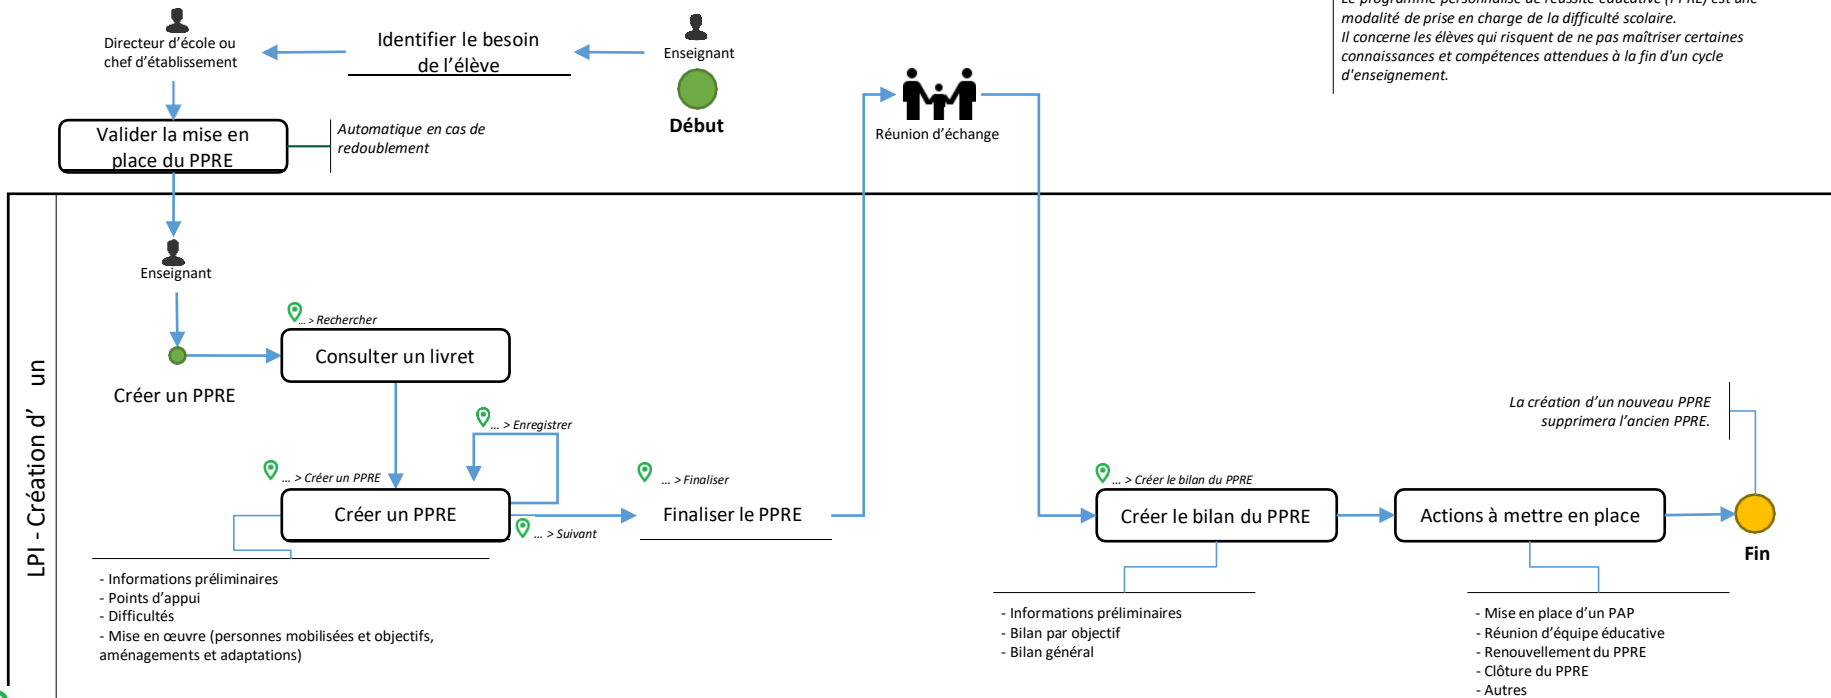 Le programme personnalisé de réussite éducative (PPRE) est une
modalité de prise en charge de la difficulté scolaire.
Il concerne les élèves qui risquent de ne pas maîtriser certaines
connaissances et compétences attendues à la fin d'un cycle
d'enseignement.
Directeur d'école ou
chef d'établissement
Identifier le besoin
de l'élève
Enseignant
Début
Valider la mise en
place du PPRE
Automatique en cas de
redoublement
Réunion d'échange
LPI - Création d' un
Enseignant
Créer un PPRE
... > Rechercher
Consulter un livret
... > Enregistrer
... > Créer un PPRE
Créer un PPRE
... > Suivant
- Informations préliminaires
- Points d'appui
- Difficultés
- Mise en œuvre (personnes mobilisées et objectifs,
aménagements et adaptations)
... > Finaliser
Finaliser le PPRE
... > Créer le bilan du PPRE
Créer le bilan du PPRE
- Informations préliminaires
- Bilan par objectif
- Bilan général
Actions à mettre en place
- Mise en place d'un PAP
- Réunion d'équipe éducative
- Renouvellement du PPRE
- Clôture du PPRE
- Autres
La création d'un nouveau PPRE
supprimera l'ancien PPRE.
Fin